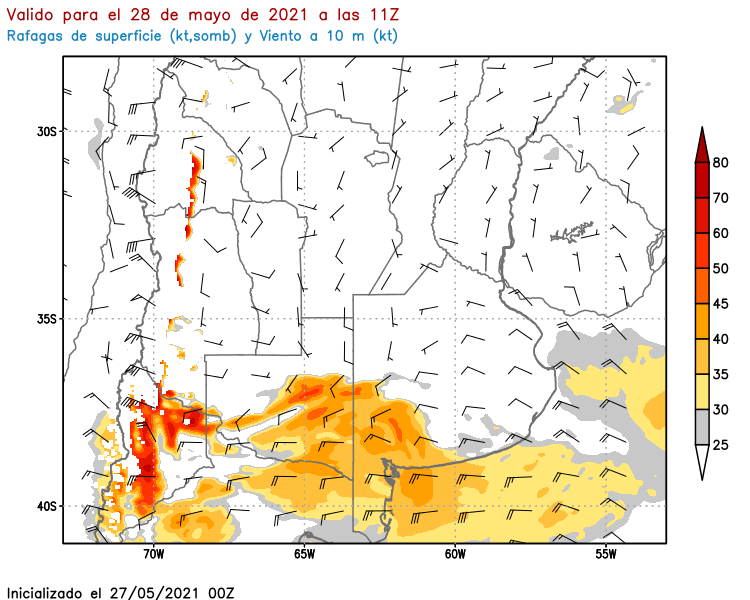 Valido para el 28 de mayo de 2021 a las 11Z
Rafagas de superficie (kt,somb) y Viento a 10 m (kt)
30S
35S
40S
70W
65W
60W
55W
80
70
60
50
45
40
35
30
25
Inicializado el 27/05/2021 00Z